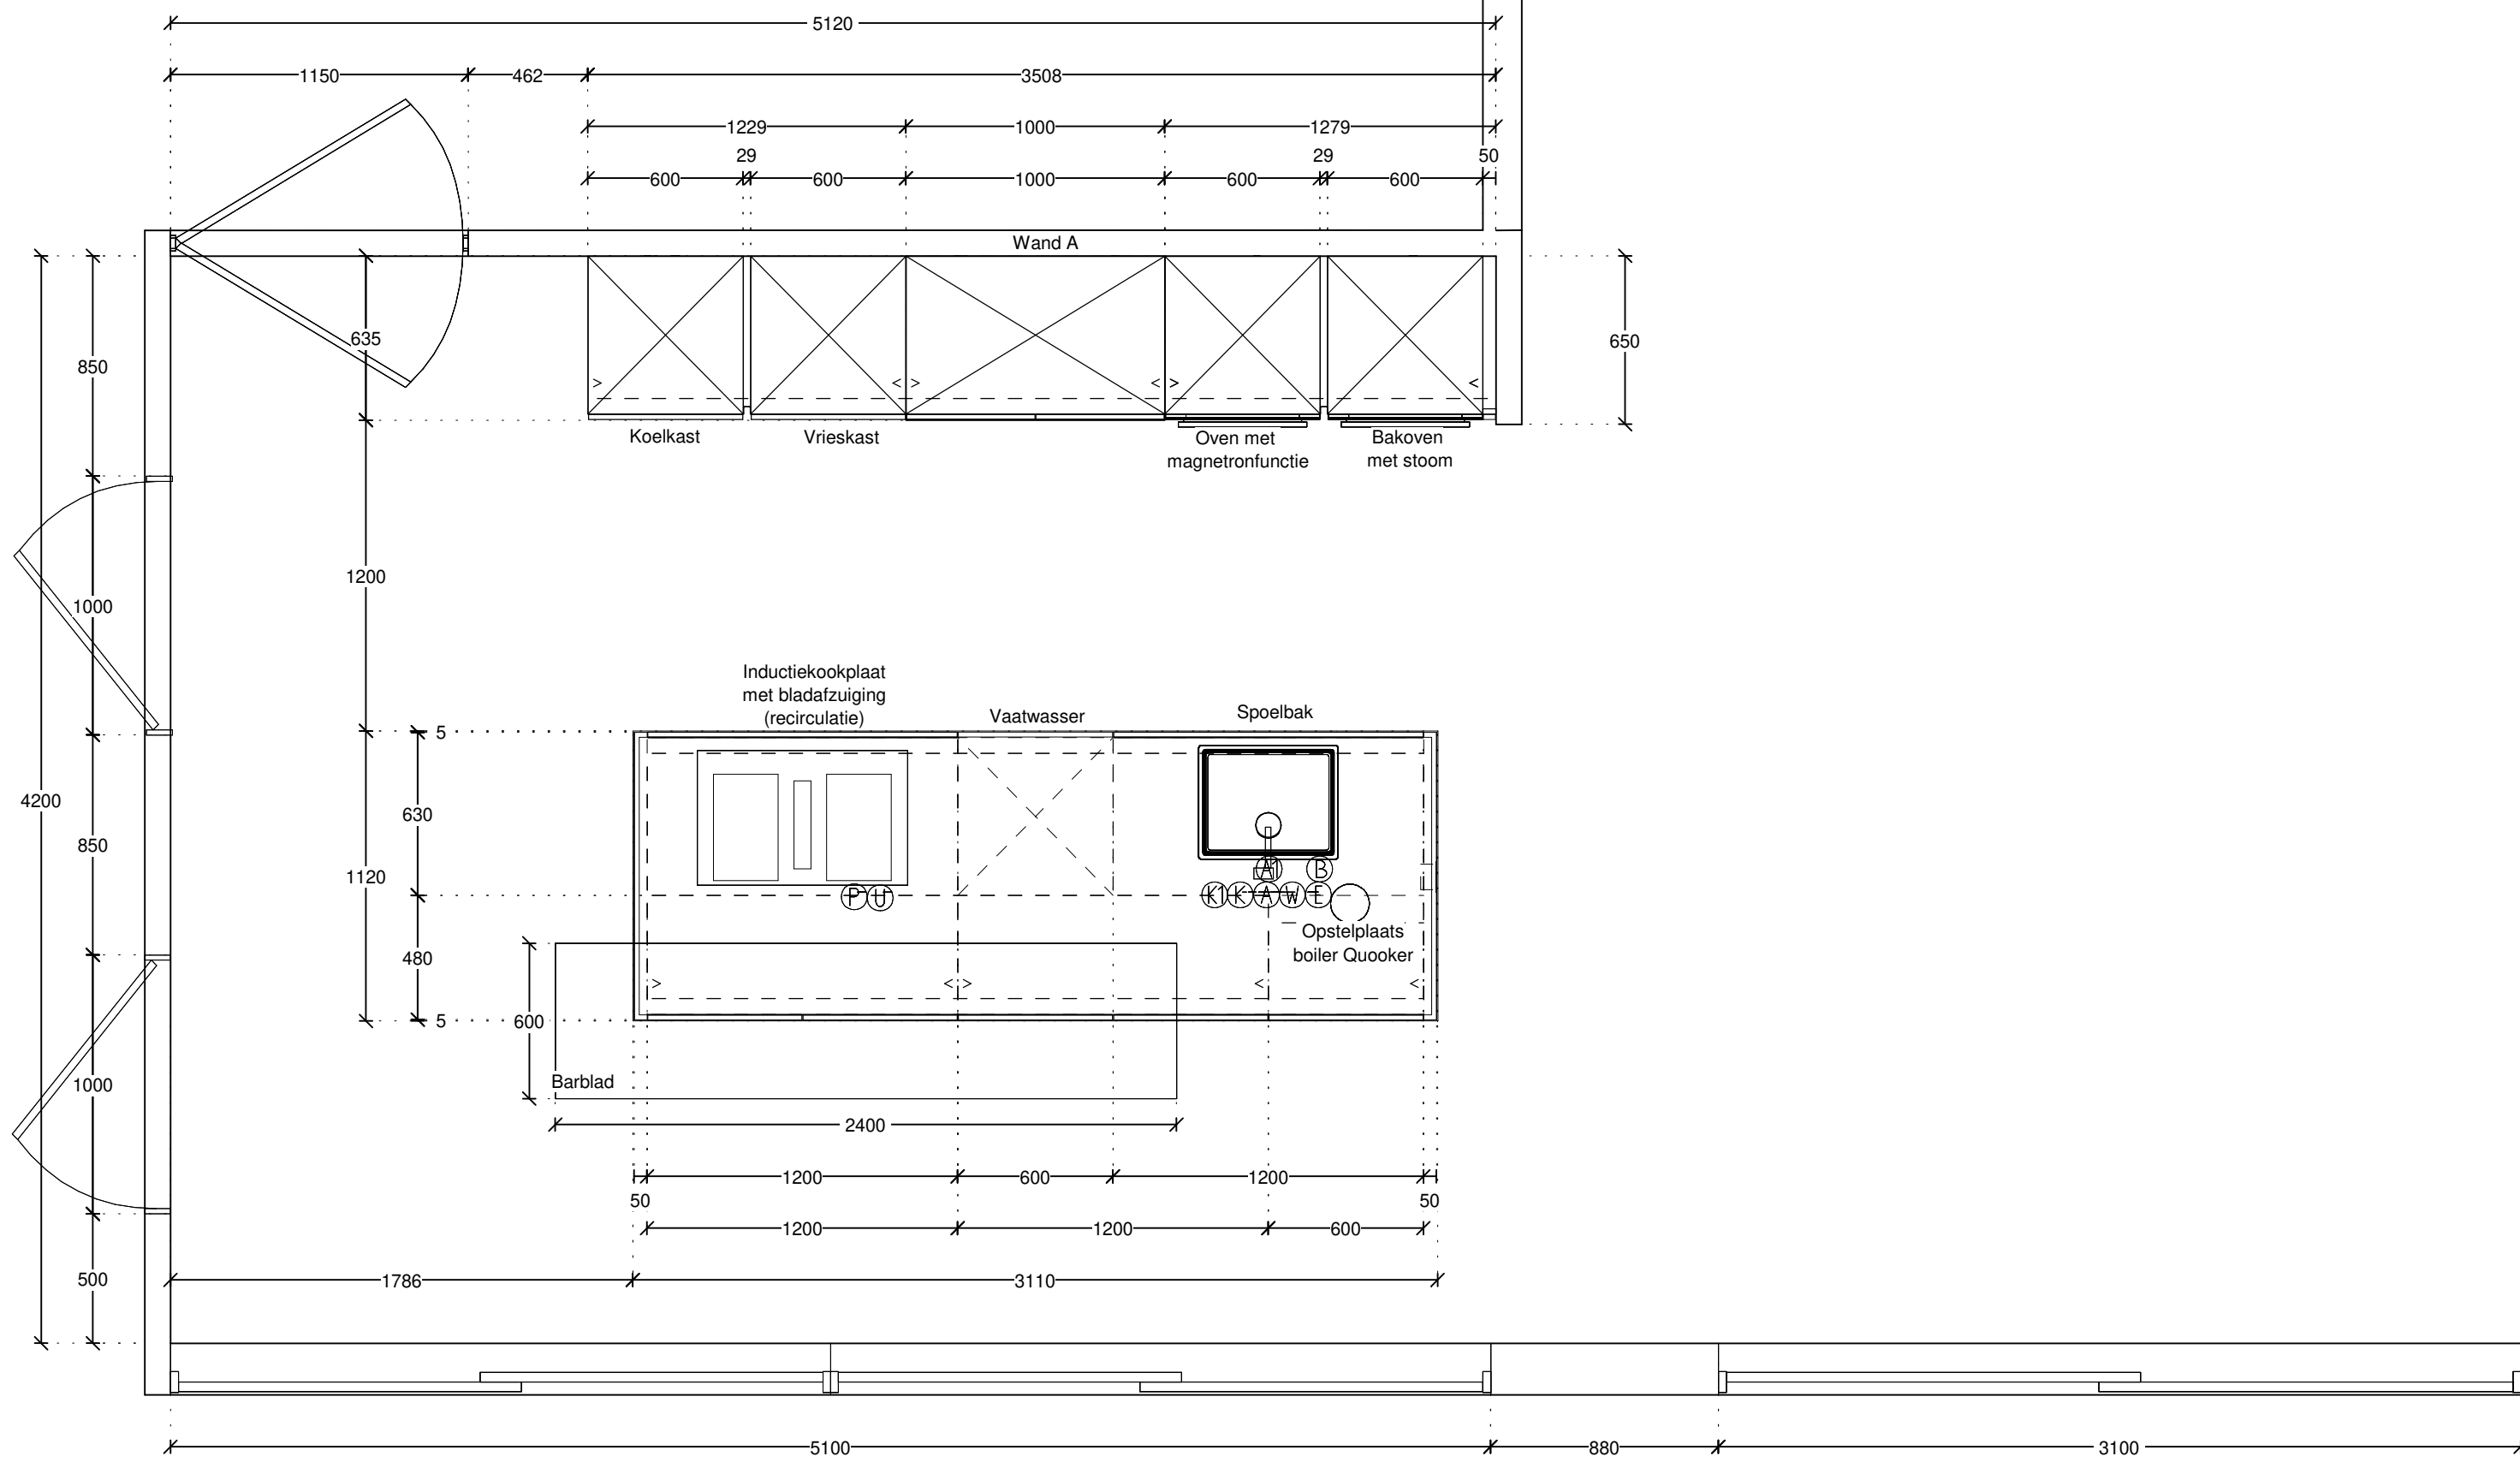 5120
1150 462 3508
1229 1000 1279
29 29 50
600 600 1000 600 600
Wand A
635
850
650
Koelkast
Vrieskast
Oven met
magnetronfunctie
Bakoven
met stoom
> < > < > <
1200
1000
Inductiekookplaat
met bladafzuiging
(recirculatie)
Vaatwasser
Spoelbak
5
4200
630
850
1120
A1 B
P U
K1 K A W E
Opstelplaats
boiler Quooker
480
> < > < <
5
600
Barblad
1000
2400
1200 600 1200
50 50
1200 1200 600
500
1786 3110
5100 880 3100